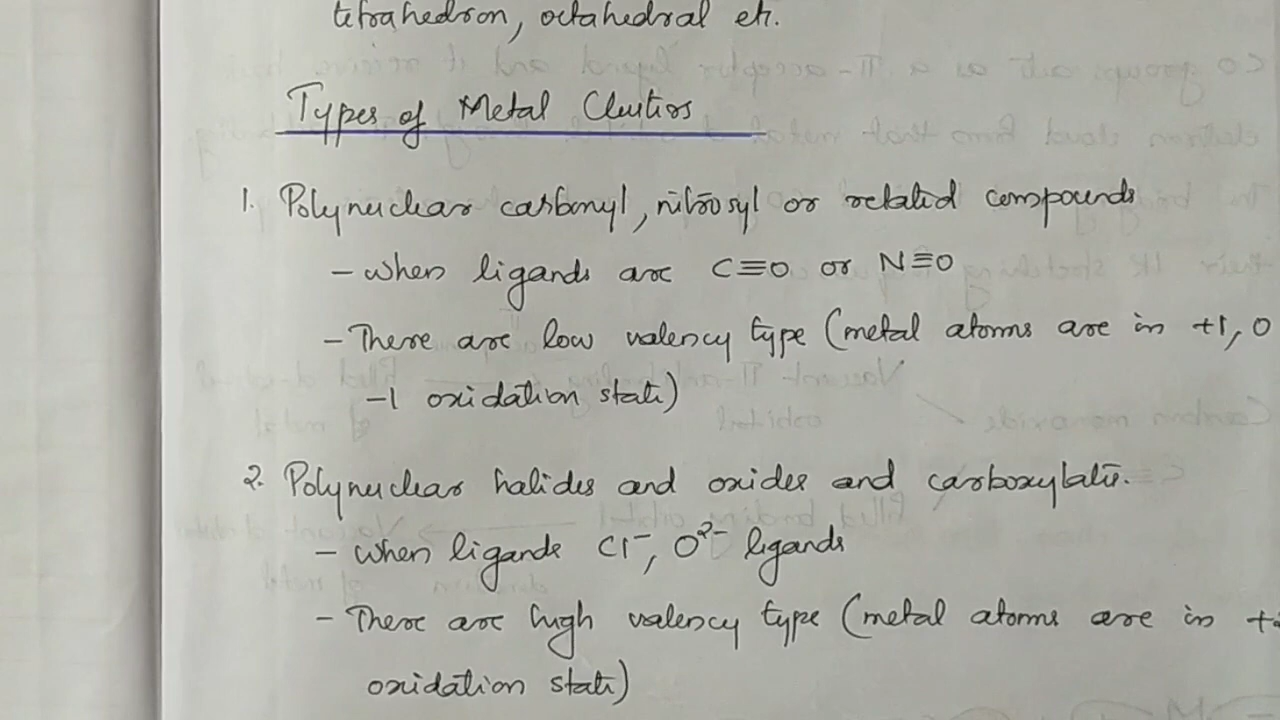 tetrahedron, octahedral etc.
Types of Metal Clusters
1. Polynuclear carbonyl, nitrosyl or related compounds
- when ligands are C≡O or N≡O
- There are low valency type (metal atoms are in +1, 0
-1 oxidation state)
2. Polynuclear halides and oxides and carboxylate.
- when ligands Cl⁻, O²⁻ ligands
- There are high valency type (metal atoms are in +
oxidation state)